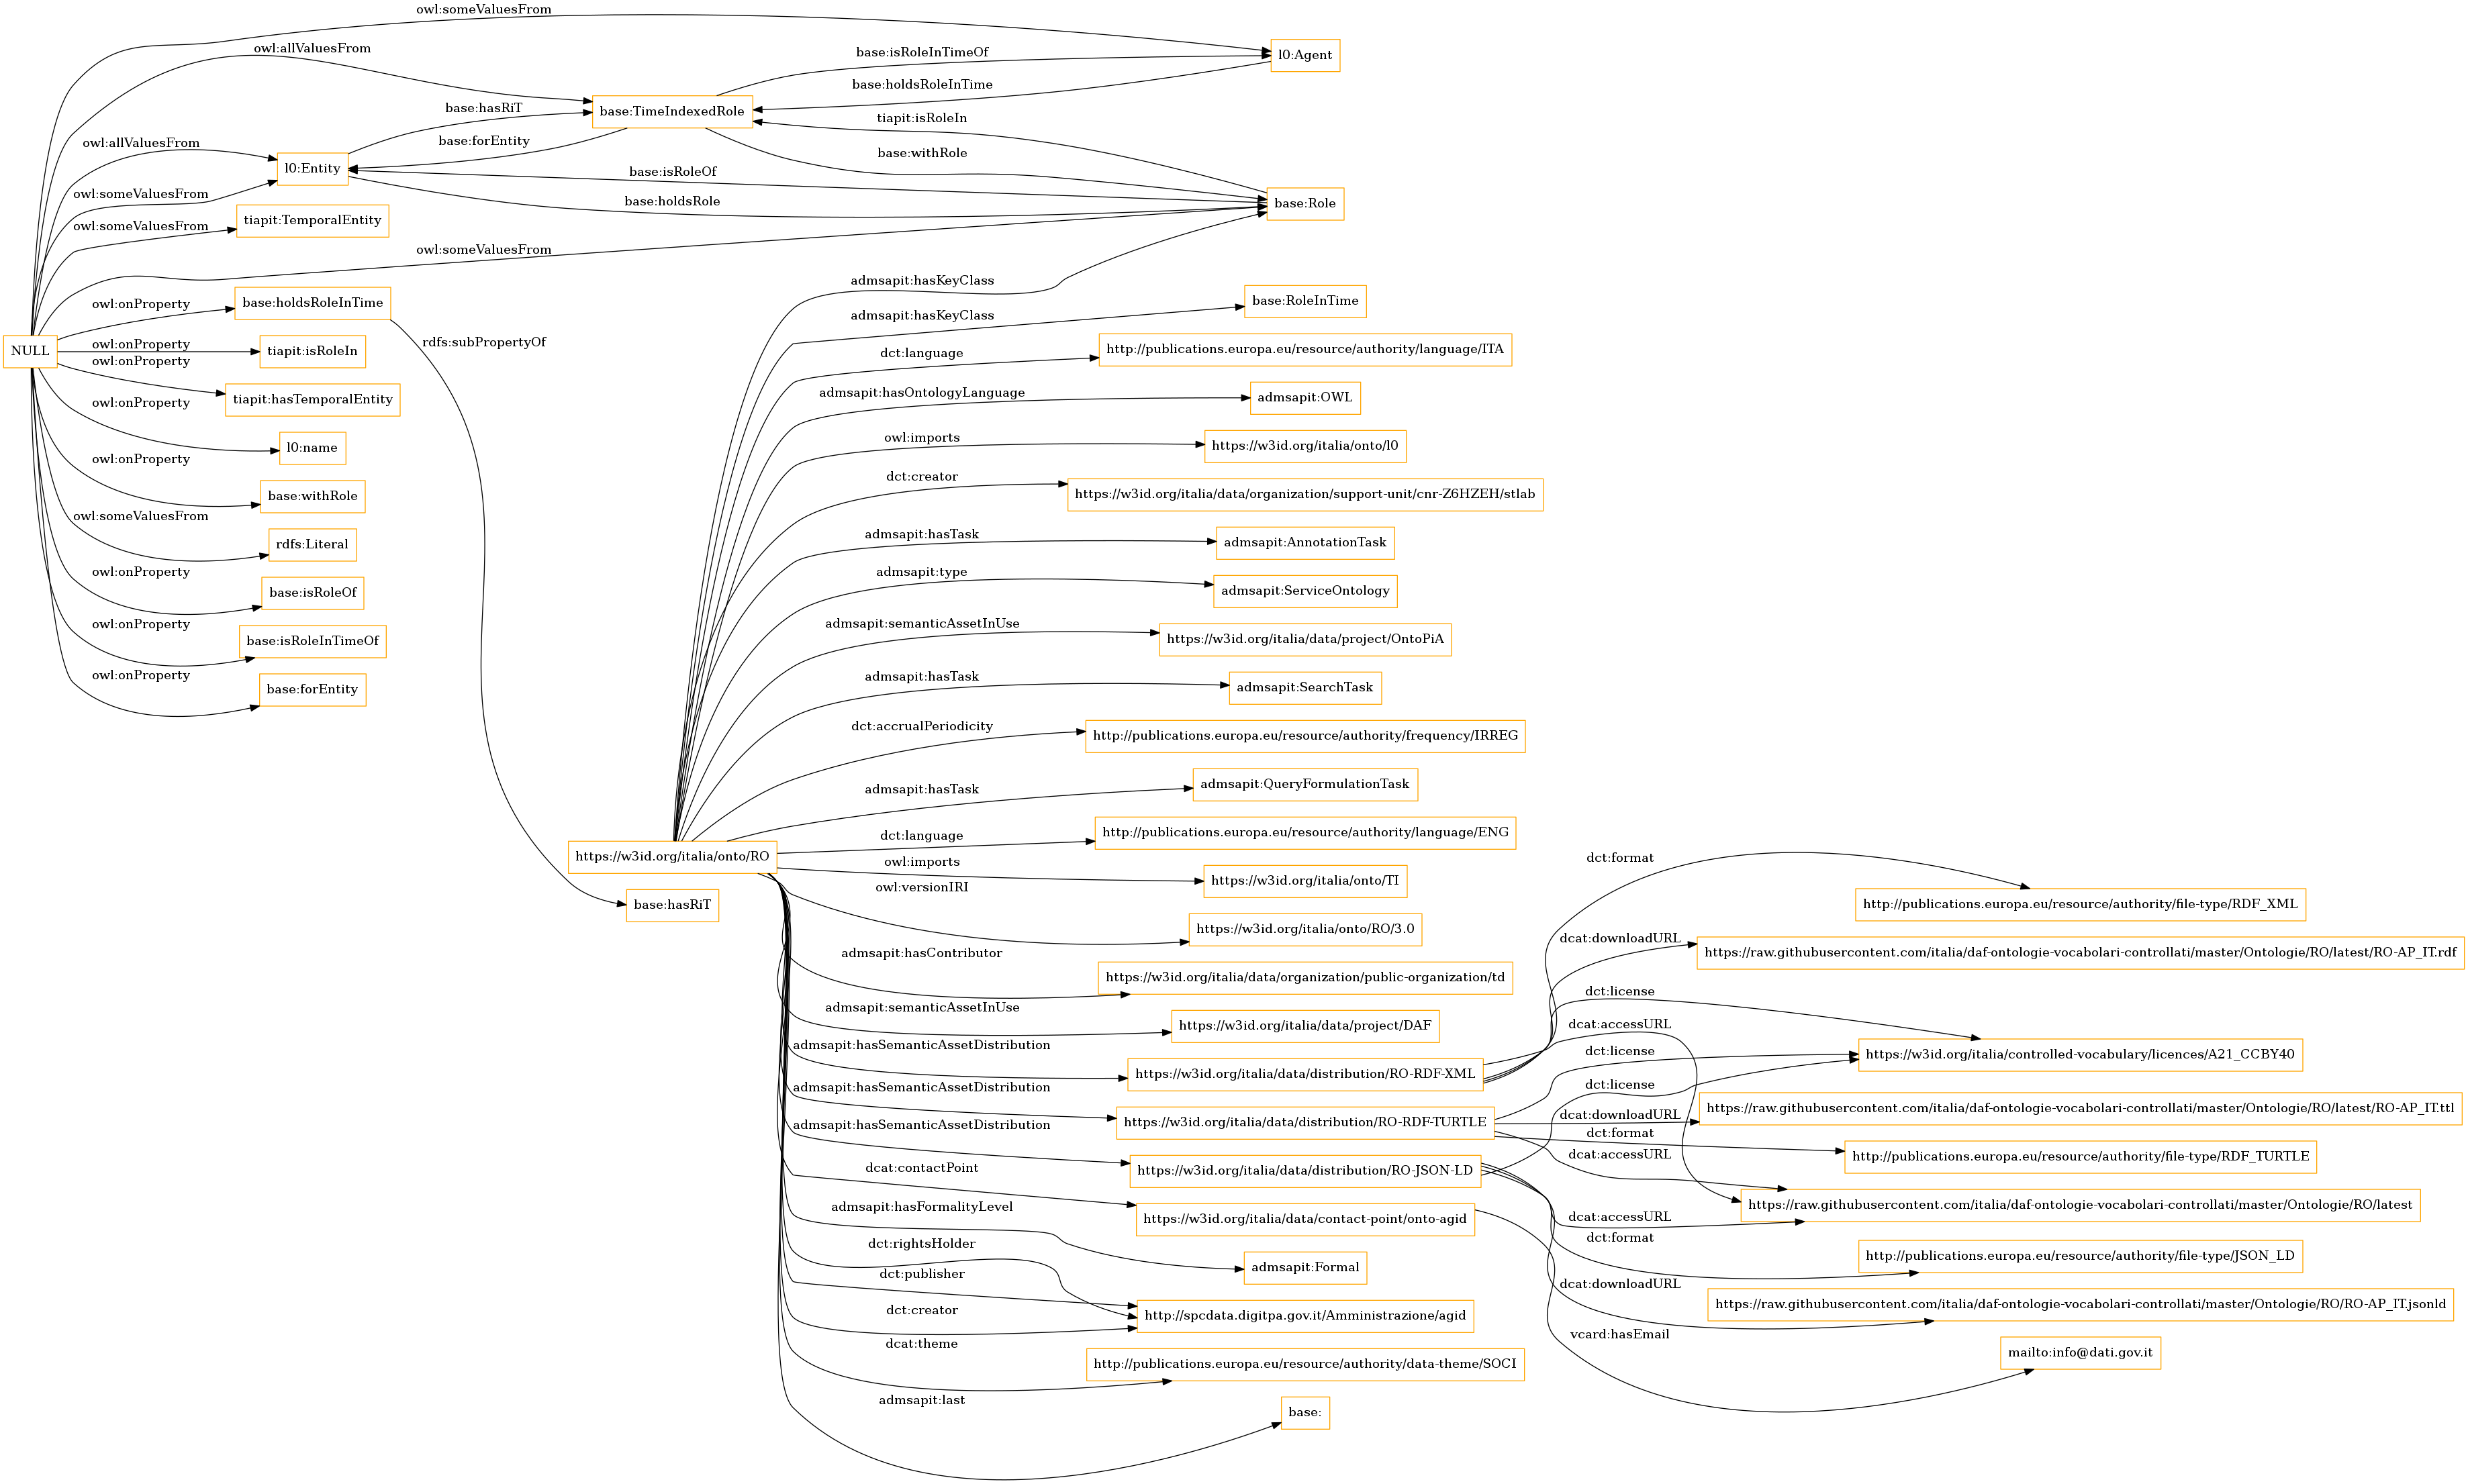 owl:someValuesFrom
l0:Agent
owl:allValuesFrom
base:isRoleInTimeOf
base:holdsRoleInTime
base:TimeIndexedRole
base:hasRiT
tiapit:isRoleIn
owl:allValuesFrom
base:forEntity
base:withRole
l0:Entity
base:isRoleOf
owl:someValuesFrom
base:holdsRole
base:Role
tiapit:TemporalEntity
owl:someValuesFrom
owl:someValuesFrom
admsapit:hasKeyClass
base:holdsRoleInTime
owl:onProperty
base:RoleInTime
admsapit:hasKeyClass
rdfs:subPropertyOf
NULL
owl:onProperty
tiapit:isRoleIn
dct:language
http://publications.europa.eu/resource/authority/language/ITA
owl:onProperty
tiapit:hasTemporalEntity
admsapit:hasOntologyLanguage
admsapit:OWL
owl:onProperty
l0:name
owl:imports
https://w3id.org/italia/onto/l0
owl:onProperty
base:withRole
dct:creator
https://w3id.org/italia/data/organization/support-unit/cnr-Z6HZEH/stlab
owl:someValuesFrom
rdfs:Literal
admsapit:hasTask
admsapit:AnnotationTask
owl:onProperty
base:isRoleOf
admsapit:type
admsapit:ServiceOntology
owl:onProperty
base:isRoleInTimeOf
admsapit:semanticAssetInUse
https://w3id.org/italia/data/project/OntoPiA
owl:onProperty
base:forEntity
admsapit:hasTask
admsapit:SearchTask
dct:accrualPeriodicity
http://publications.europa.eu/resource/authority/frequency/IRREG
admsapit:hasTask
admsapit:QueryFormulationTask
dct:language
http://publications.europa.eu/resource/authority/language/ENG
https://w3id.org/italia/onto/RO
owl:imports
https://w3id.org/italia/onto/TI
dct:format
http://publications.europa.eu/resource/authority/file-type/RDF_XML
base:hasRiT
owl:versionIRI
https://w3id.org/italia/onto/RO/3.0
dcat:downloadURL
https://raw.githubusercontent.com/italia/daf-ontologie-vocabolari-controllati/master/Ontologie/RO/latest/RO-AP_IT.rdf
admsapit:hasContributor
https://w3id.org/italia/data/organization/public-organization/td
dct:license
admsapit:semanticAssetInUse
https://w3id.org/italia/data/project/DAF
dcat:accessURL
admsapit:hasSemanticAssetDistribution
dct:license
https://w3id.org/italia/controlled-vocabulary/licences/A21_CCBY40
https://w3id.org/italia/data/distribution/RO-RDF-XML
admsapit:hasSemanticAssetDistribution
dct:license
https://w3id.org/italia/data/distribution/RO-RDF-TURTLE
dcat:downloadURL
https://raw.githubusercontent.com/italia/daf-ontologie-vocabolari-controllati/master/Ontologie/RO/latest/RO-AP_IT.ttl
admsapit:hasSemanticAssetDistribution
dct:format
http://publications.europa.eu/resource/authority/file-type/RDF_TURTLE
dcat:accessURL
https://w3id.org/italia/data/distribution/RO-JSON-LD
dcat:contactPoint
https://w3id.org/italia/data/contact-point/onto-agid
https://raw.githubusercontent.com/italia/daf-ontologie-vocabolari-controllati/master/Ontologie/RO/latest
dcat:accessURL
admsapit:hasFormalityLevel
admsapit:Formal
dct:format
http://publications.europa.eu/resource/authority/file-type/JSON_LD
dct:rightsHolder
dct:publisher
dcat:downloadURL
https://raw.githubusercontent.com/italia/daf-ontologie-vocabolari-controllati/master/Ontologie/RO/RO-AP_IT.jsonld
dct:creator
http://spcdata.digitpa.gov.it/Amministrazione/agid
vcard:hasEmail
mailto:info@dati.gov.it
dcat:theme
http://publications.europa.eu/resource/authority/data-theme/SOCI
admsapit:last
base: